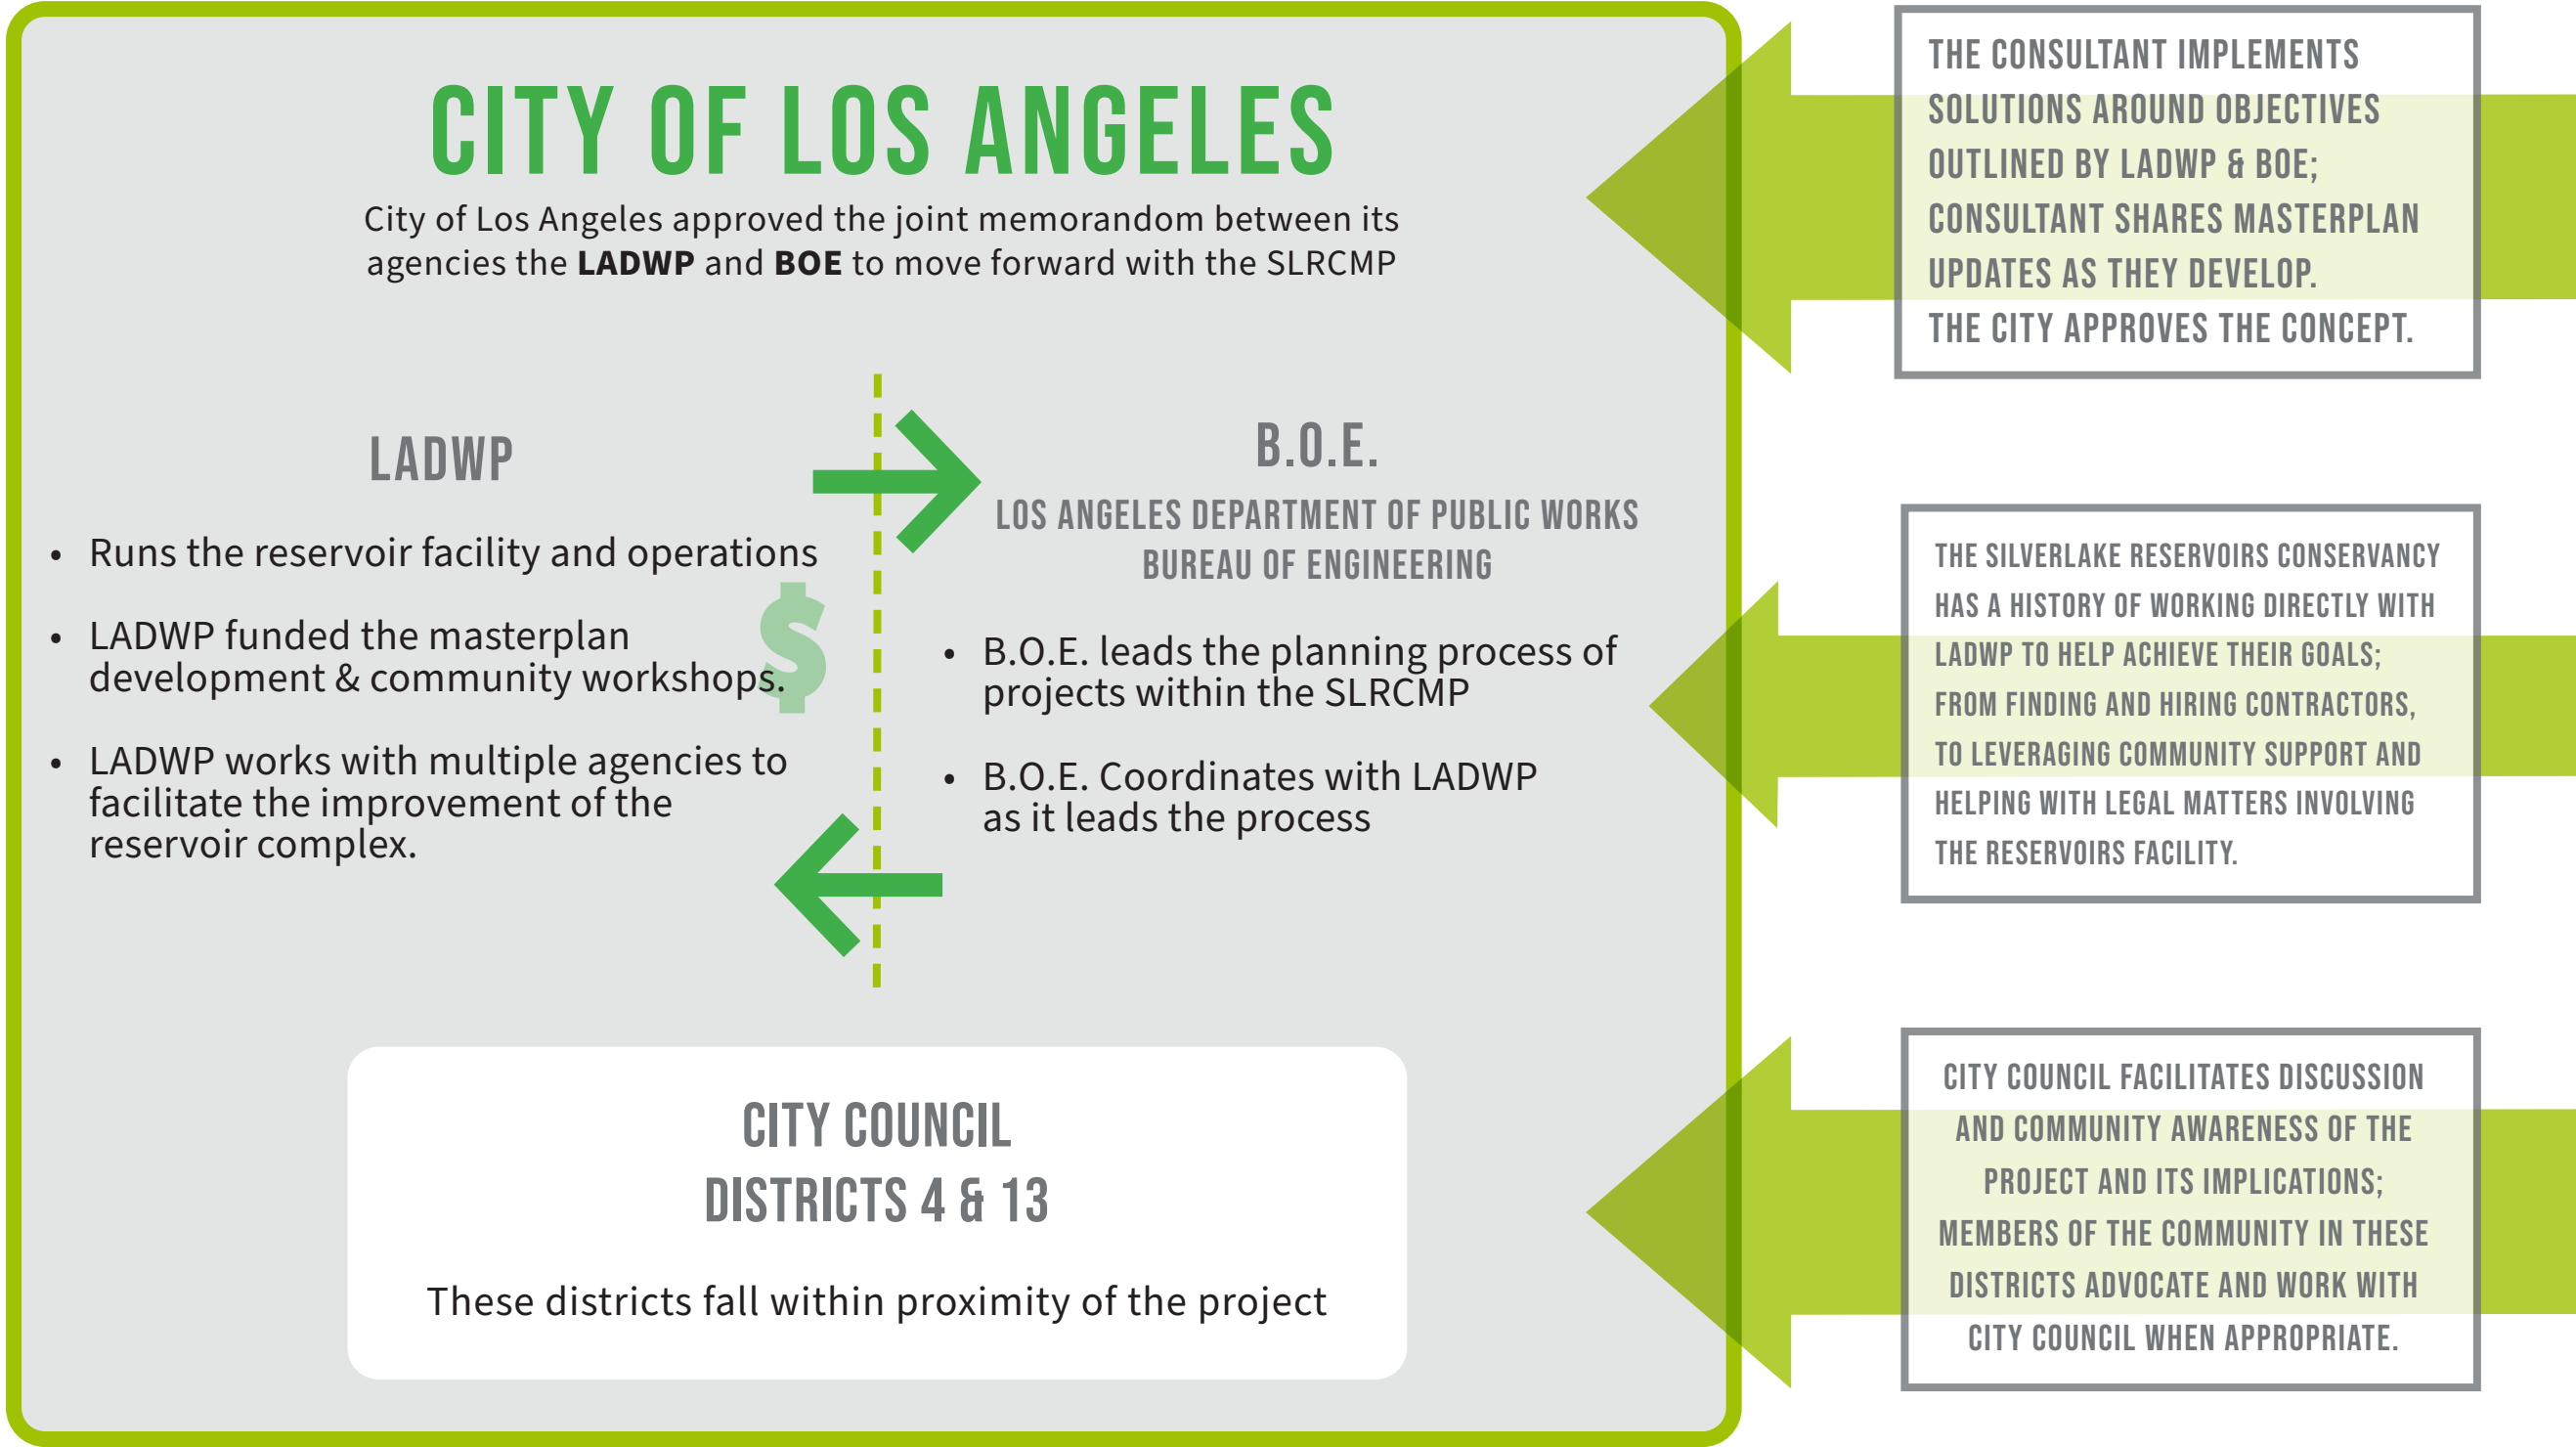 CITY OF LOS ANGELES
City of Los Angeles approved the joint memorandom between its
agencies the LADWP and BOE to move forward with the SLRCMP
LADWP
• Runs the reservoir facility and operations
• LADWP funded the masterplan
development & community workshops.
$
• LADWP works with multiple agencies to
facilitate the improvement of the
reservoir complex.
B.O.E.
LOS ANGELES DEPARTMENT OF PUBLIC WORKS
BUREAU OF ENGINEERING
• B.O.E. leads the planning process of
projects within the SLRCMP
• B.O.E. Coordinates with LADWP
as it leads the process
CITY COUNCIL
DISTRICTS 4 & 13
These districts fall within proximity of the project
THE CONSULTANT IMPLEMENTS
SOLUTIONS AROUND OBJECTIVES
OUTLINED BY LADWP & BOE;
CONSULTANT SHARES MASTERPLAN
UPDATES AS THEY DEVELOP.
THE CITY APPROVES THE CONCEPT.
THE SILVERLAKE RESERVOIRS CONSERVANCY
HAS A HISTORY OF WORKING DIRECTLY WITH
LADWP TO HELP ACHIEVE THEIR GOALS;
FROM FINDING AND HIRING CONTRACTORS,
TO LEVERAGING COMMUNITY SUPPORT AND
HELPING WITH LEGAL MATTERS INVOLVING
THE RESERVOIRS FACILITY.
CITY COUNCIL FACILITATES DISCUSSION
AND COMMUNITY AWARENESS OF THE
PROJECT AND ITS IMPLICATIONS;
MEMBERS OF THE COMMUNITY IN THESE
DISTRICTS ADVOCATE AND WORK WITH
CITY COUNCIL WHEN APPROPRIATE.